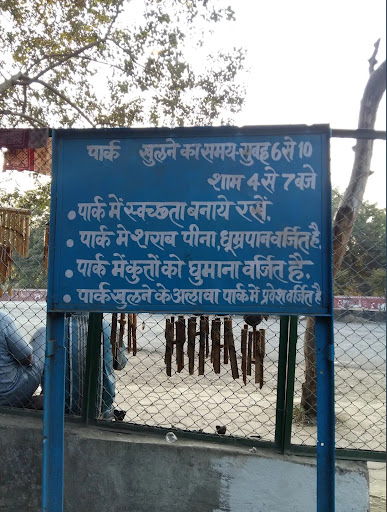 पार्क खुलने का समय-सुबह 6 से 10
शाम 4 से 7 बजे
• पार्क में स्वच्छता बनाये रखें.
• पार्क मे शराब पीना, धूम्रपान वर्जित है.
• पार्क में कुत्तों को घुमाना वर्जित है.
• पार्क खुलने के अलावा पार्क में प्रवेश वर्जित है